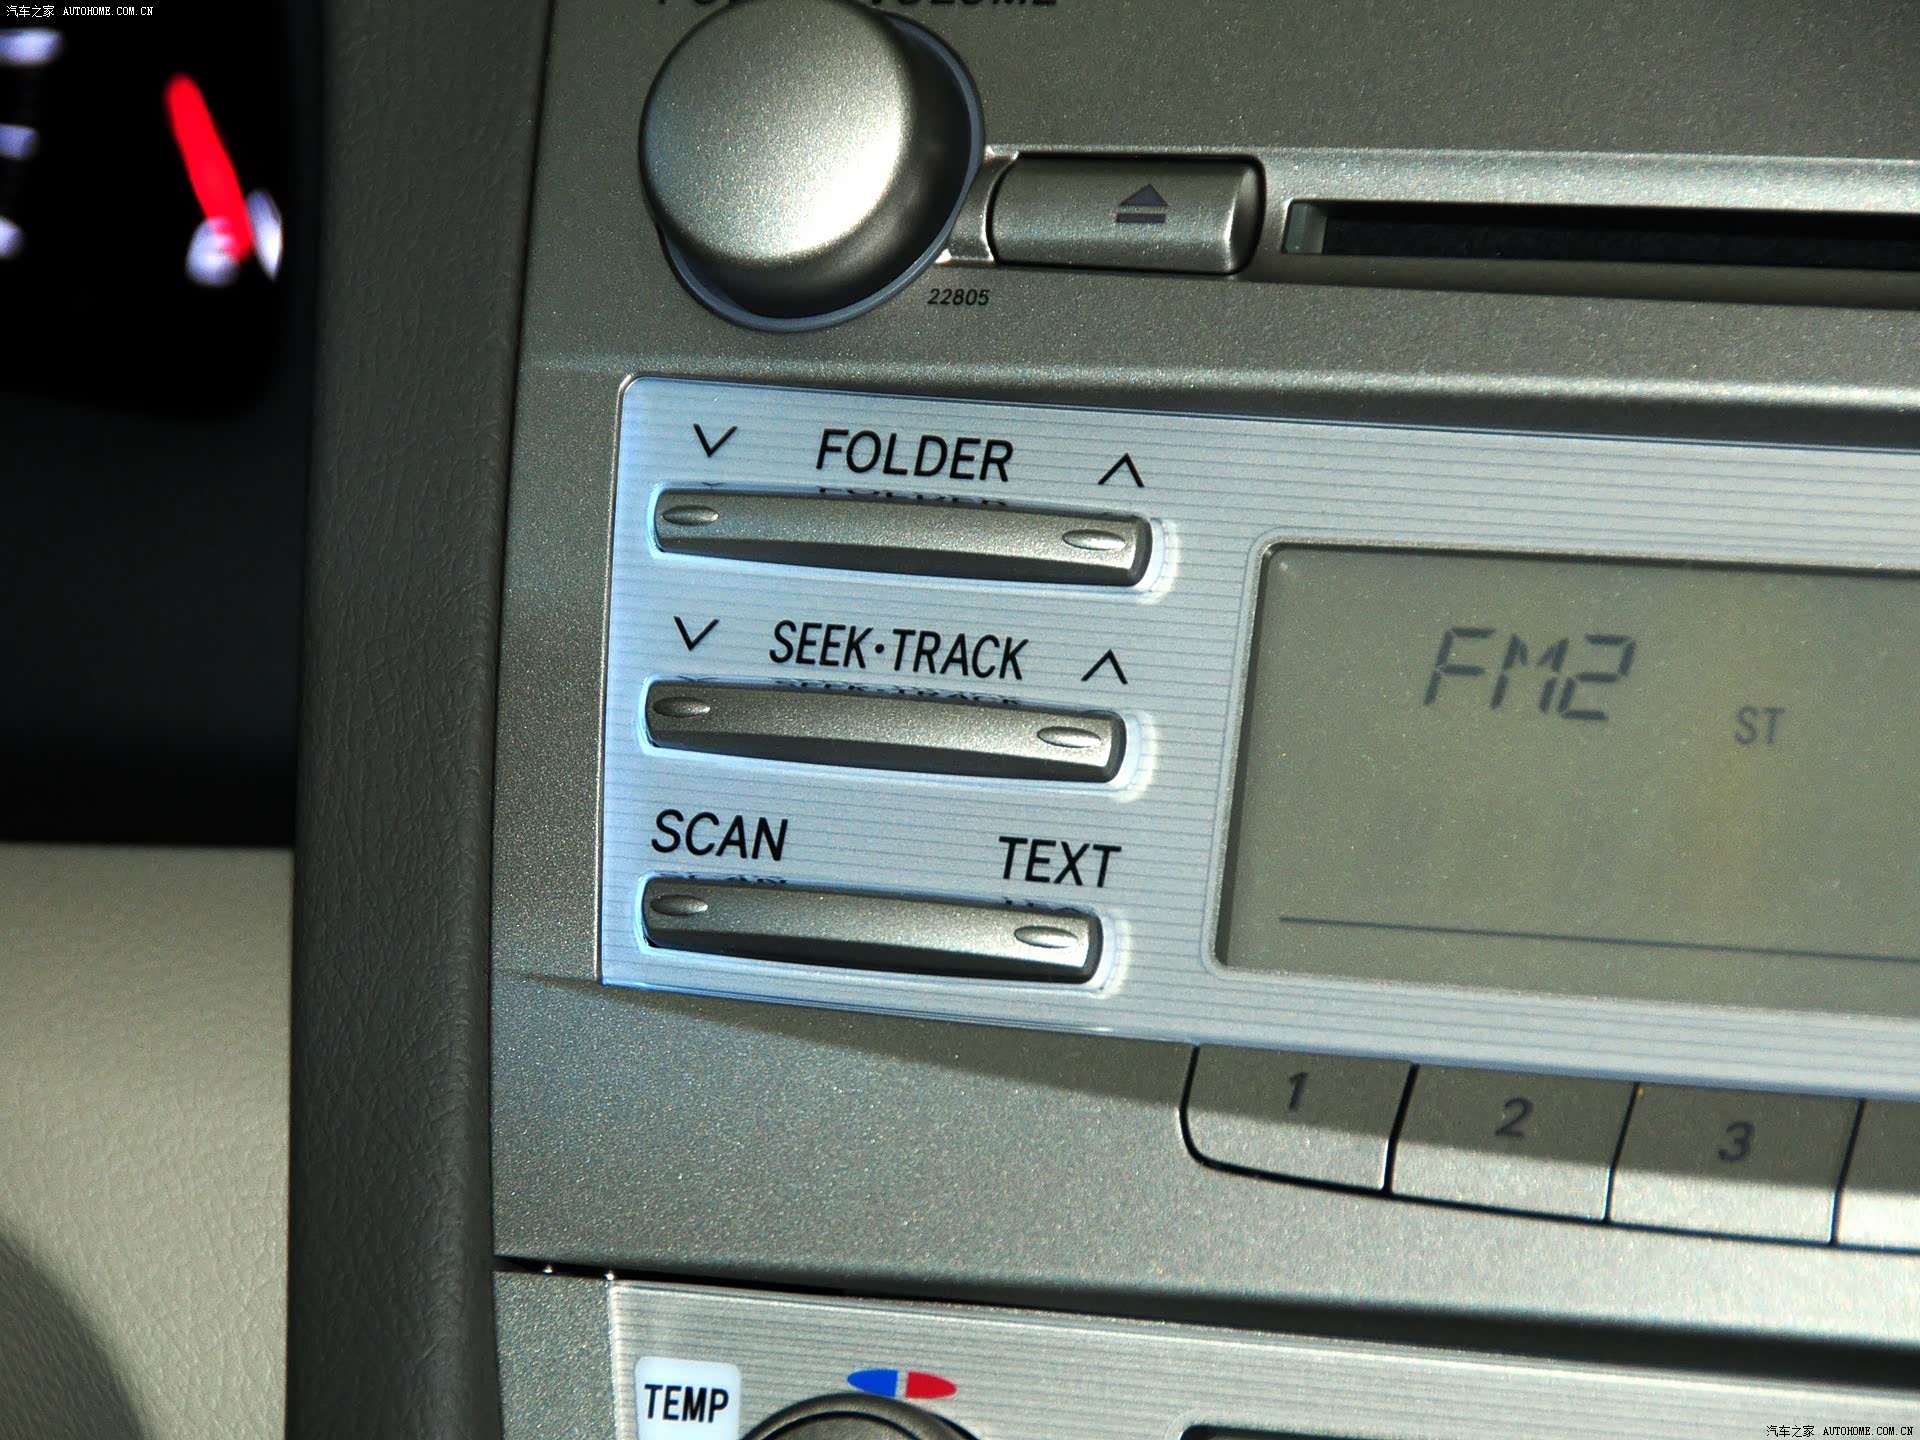 汽车之家 AUTOHOME.COM.CN
VOLUME
22805
FOLDER
SEEK·TRACK
FM2
ST
SCAN
TEXT
1 2 3
TEMP
汽车之家 AUTOHOME.COM.CN